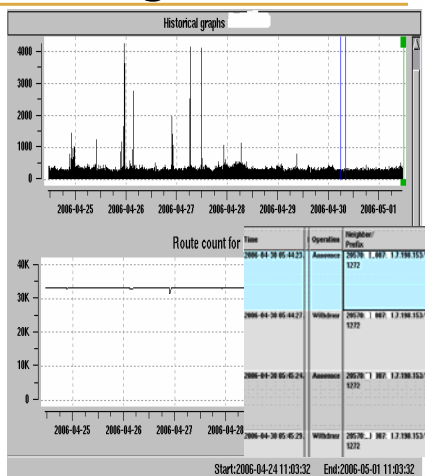 Historical graphs
4000
3000
2000
1000
0
2006-04-25 2006-04-26 2006-04-27 2006-04-28 2006-04-29 2006-04-30 2006-05-01
Route count for
40K
30K
20K
10K
0
2006-04-25 2006-04-26 2006-04-27 2006-04-28
Time Operation Neighbor/
Prefix
2006-04-30 05:44:23 Announce
1272
2006-04-30 05:44:27 Withdraw
1272
2006-04-30 05:45:24 Announce
1272
2006-04-30 05:45:29 Withdraw
1272
Start:2006-04-24 11:03:32 End:2006-05-01 11:03:32